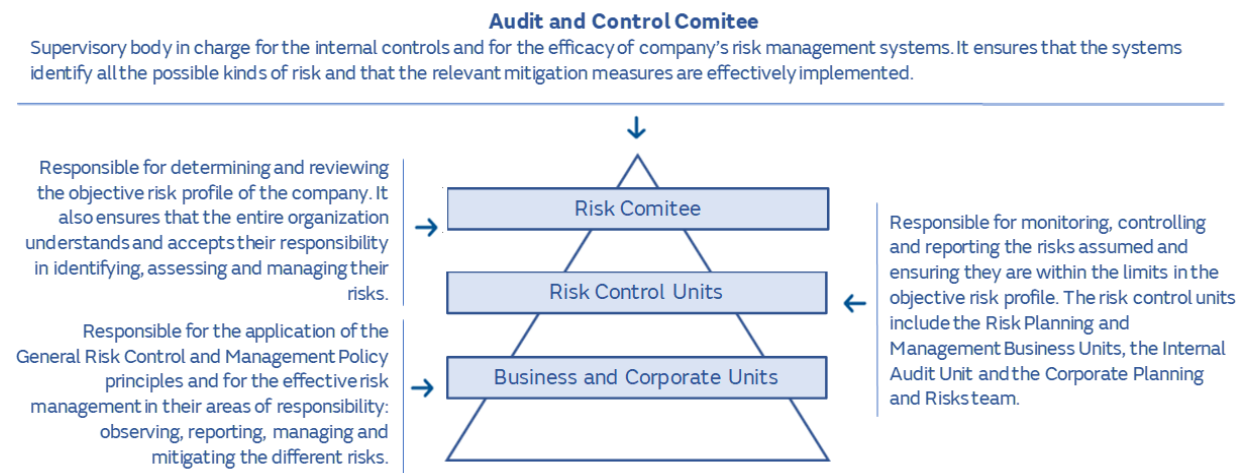 Audit and Control Comitee
Supervisory body in charge for the internal controls and for the efficacy of company's risk management systems. It ensures that the systems
identify all the possible kinds of risk and that the relevant mitigation measures are effectively implemented.
Responsible for determining and reviewing
the objective risk profile of the company. It
also ensures that the entire organization
understands and accepts their responsibility
in identifying, assessing and managing their
risks.
Risk Comitee
Risk Control Units
Responsible for monitoring, controlling
and reporting the risks assumed and
ensuring they are within the limits in the
objective risk profile. The risk control units
include the Risk Planning and
Management Business Units, the Internal
Audit Unit and the Corporate Planning
and Risks team.
Responsible for the application of the
General Risk Control and Management Policy
principles and for the effective risk
management in their areas of responsibility:
observing, reporting, managing and
mitigating the different risks.
Business and Corporate Units